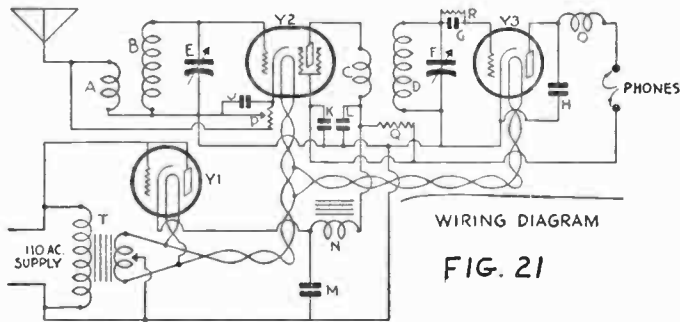 Y2
Y3
R
G
O
A
B
E
C
D
F
H
PHONES
J
P
K
L
Q
Y1
T
110 AC.
SUPPLY
N
M
WIRING DIAGRAM
FIG. 21